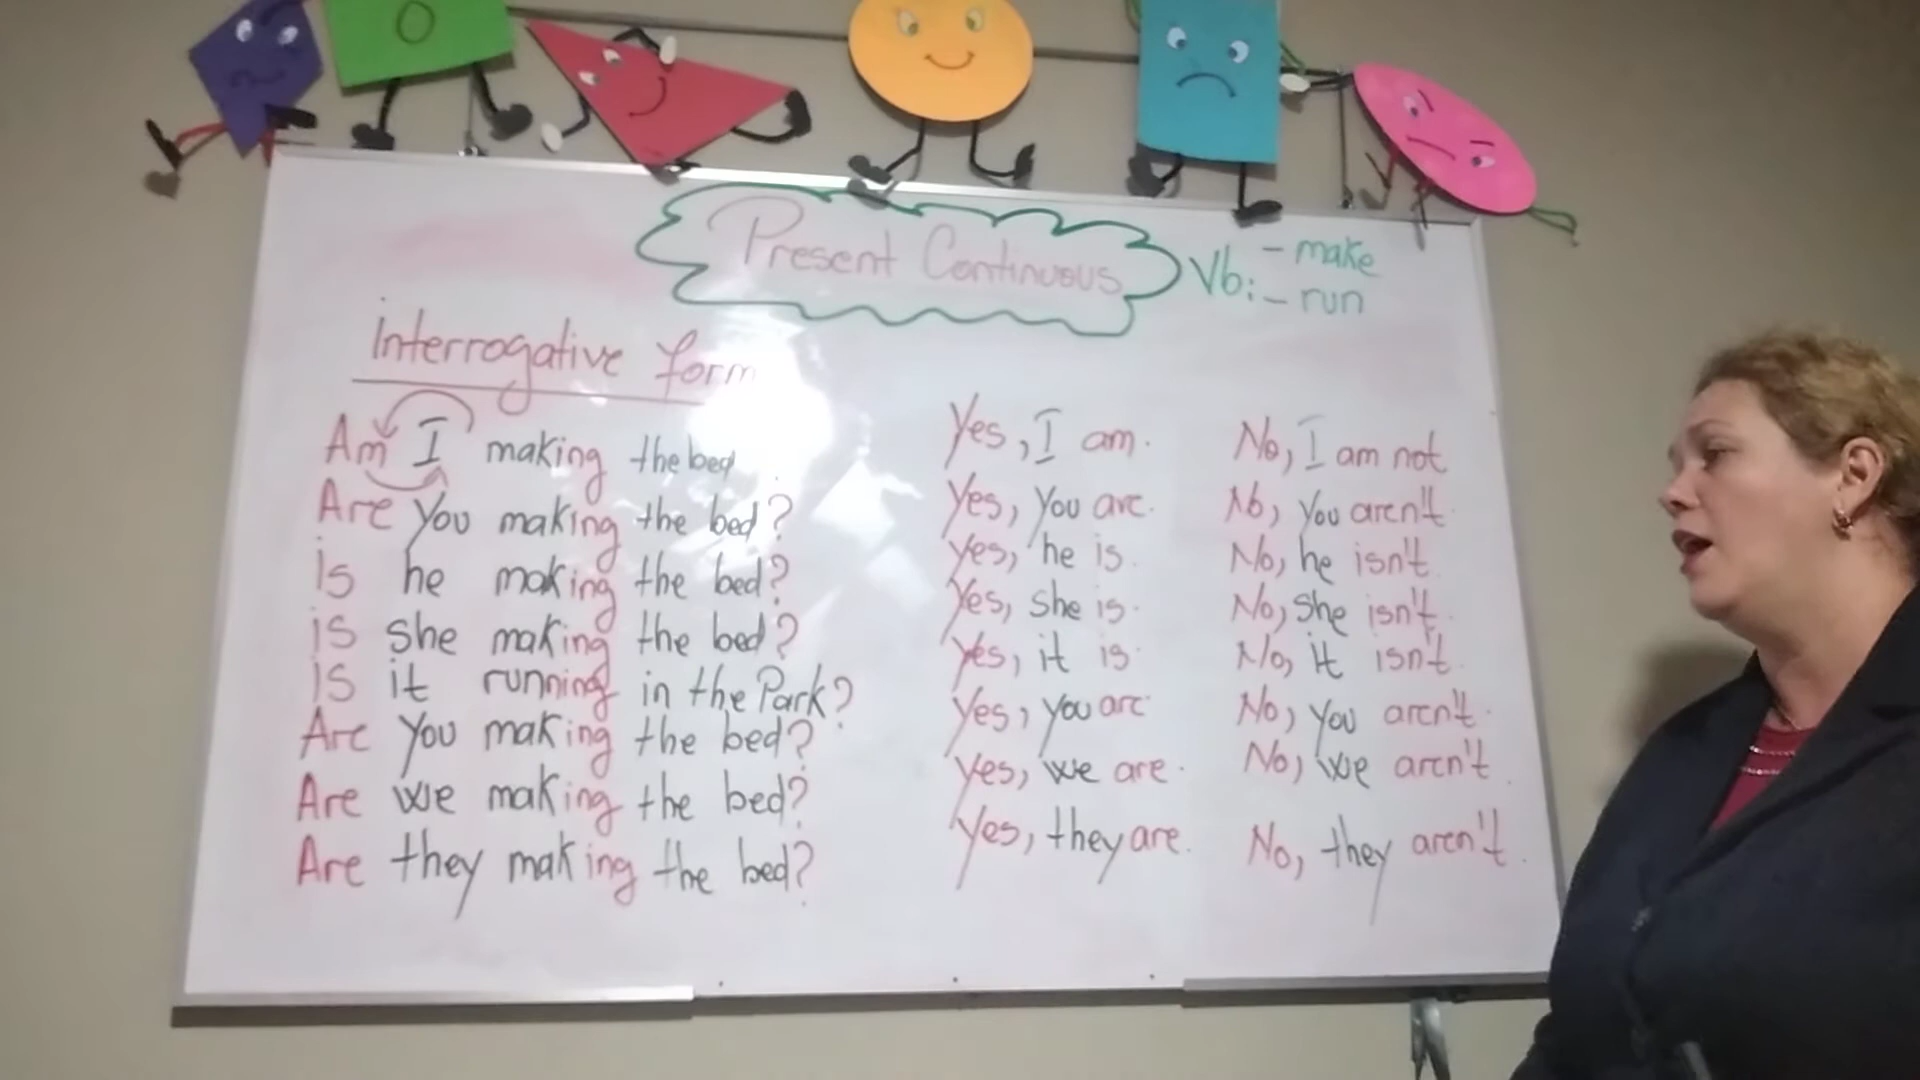 Present Continuous
Vb: - make
- run
Interrogative form
Am I making the bed
Are you making the bed?
Is he making the bed?
is she making the bed?
Is it running in the Park?
Are you making the bed?
Are we making the bed?
Are they making the bed?
Yes, I am.
Yes, you are.
Yes, he is.
Yes, she is.
Yes, it is.
Yes, you are
Yes, we are.
Yes, they are.
No, I am not
No, you aren't.
No, he isn't.
No, she isn't.
No, it isn't.
No, you aren't.
No, we aren't.
No, they aren't.